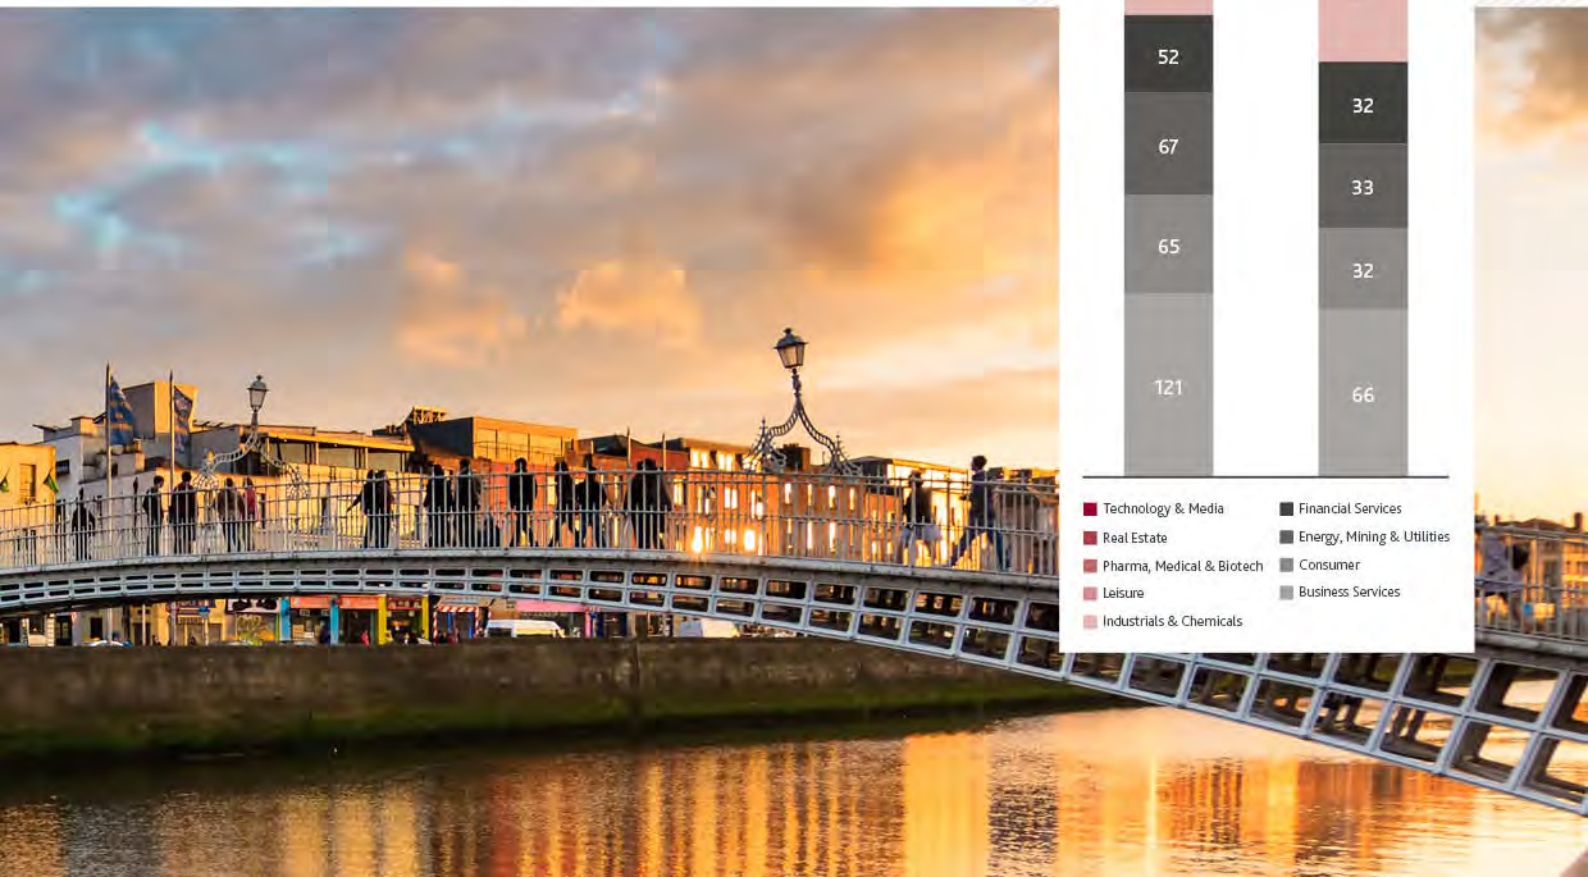 52
32
67
33
65
32
121
66
Technology & Media
Financial Services
Real Estate
Energy, Mining & Utilities
Pharma, Medical & Biotech
Consumer
Leisure
Business Services
Industrials & Chemicals